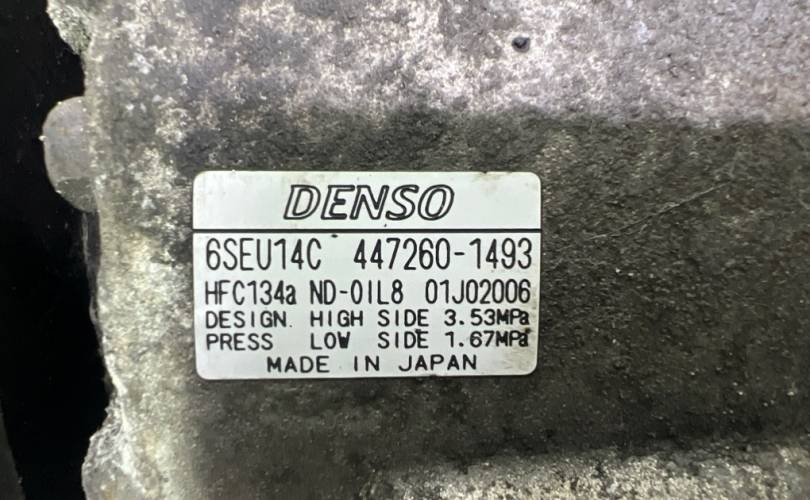 DENSO
6SEU14C 447260-1493
HFC134a ND-OIL8 01J02006
DESIGN. HIGH SIDE 3.53MPa
PRESS LOW SIDE 1.67MPa
MADE IN JAPAN